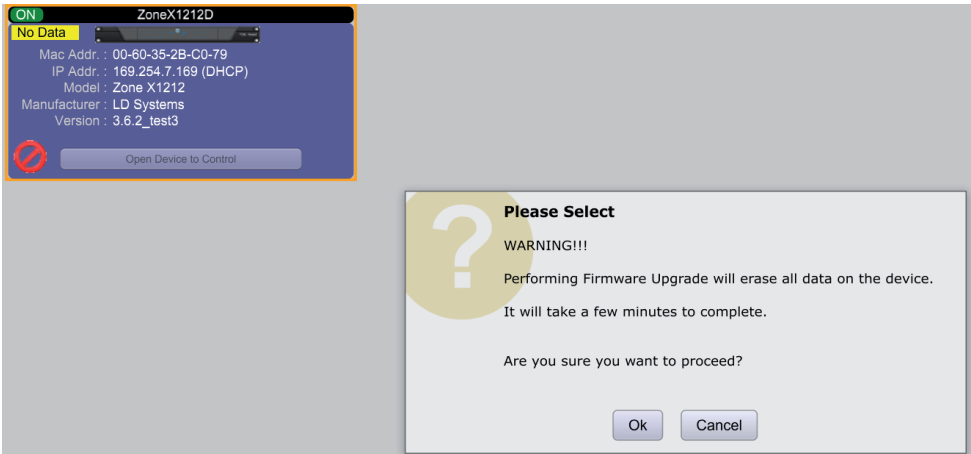 ON ZoneX1212D
No Data
Mac Addr. : 00-60-35-2B-C0-79
IP Addr. : 169.254.7.169 (DHCP)
Model : Zone X1212
Manufacturer : LD Systems
Version : 3.6.2_test3
Open Device to Control
Please Select
WARNING!!!
Performing Firmware Upgrade will erase all data on the device.
It will take a few minutes to complete.
Are you sure you want to proceed?
Ok Cancel